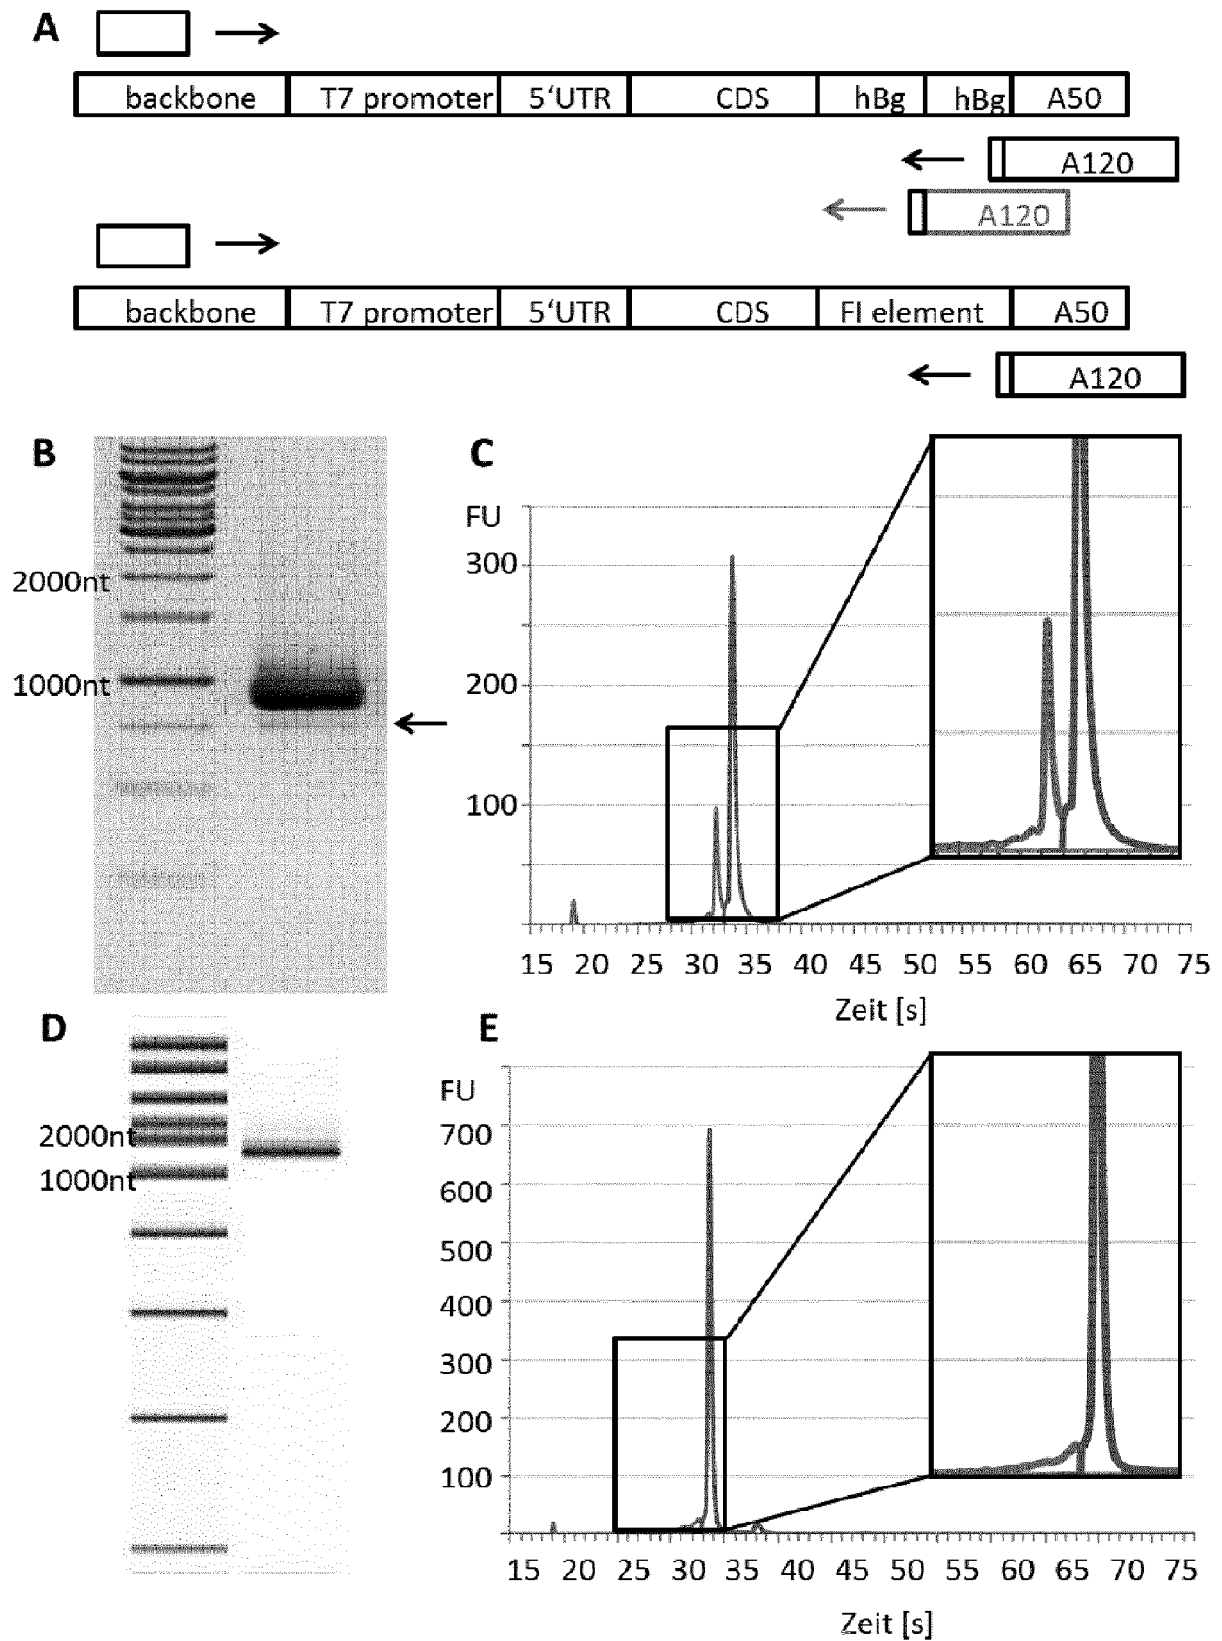 A
backbone T7 promoter 5‘UTR CDS hBg hBg A50
A120
A120
backbone T7 promoter 5‘UTR CDS FI element A50
A120
B
2000nt
1000nt
C
FU
300
200
100
15 20 25 30 35 40 45 50 55 60 65 70 75
Zeit [s]
D
2000nt
1000nt
E
FU
700
600
500
400
300
200
100
15 20 25 30 35 40 45 50 55 60 65 70 75
Zeit [s]